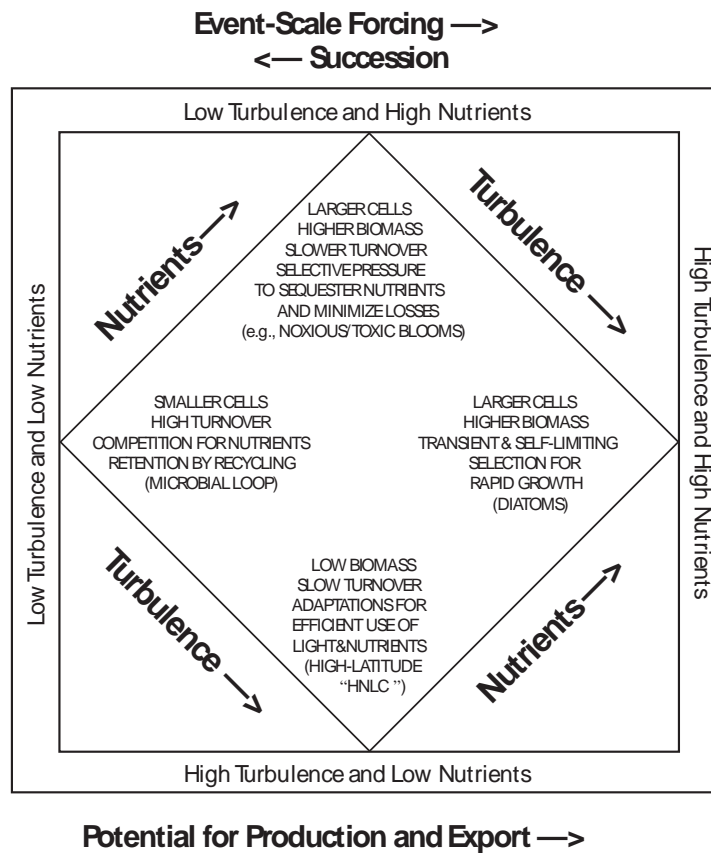 Event-Scale Forcing —>
<— Succession
Low Turbulence and High Nutrients
Nutrients —>
Turbulence —>
LARGER CELLS
HIGHER BIOMASS
SLOWER TURNOVER
SELECTIVE PRESSURE
TO SEQUESTER NUTRIENTS
AND MINIMIZE LOSSES
(e.g., NOXIOUS/TOXIC BLOOMS)
Low Turbulence and Low Nutrients
High Turbulence and High Nutrients
SMALLER CELLS
HIGH TURNOVER
COMPETITION FOR NUTRIENTS
RETENTION BY RECYCLING
(MICROBIAL LOOP)
LARGER CELLS
HIGHER BIOMASS
TRANSIENT & SELF-LIMITING
SELECTION FOR
RAPID GROWTH
(DIATOMS)
Turbulence —>
LOW BIOMASS
SLOW TURNOVER
ADAPTATIONS FOR
EFFICIENT USE OF
LIGHT&NUTRIENTS
(HIGH-LATITUDE
“HNLC ”)
Nutrients —>
High Turbulence and Low Nutrients
Potential for Production and Export —>